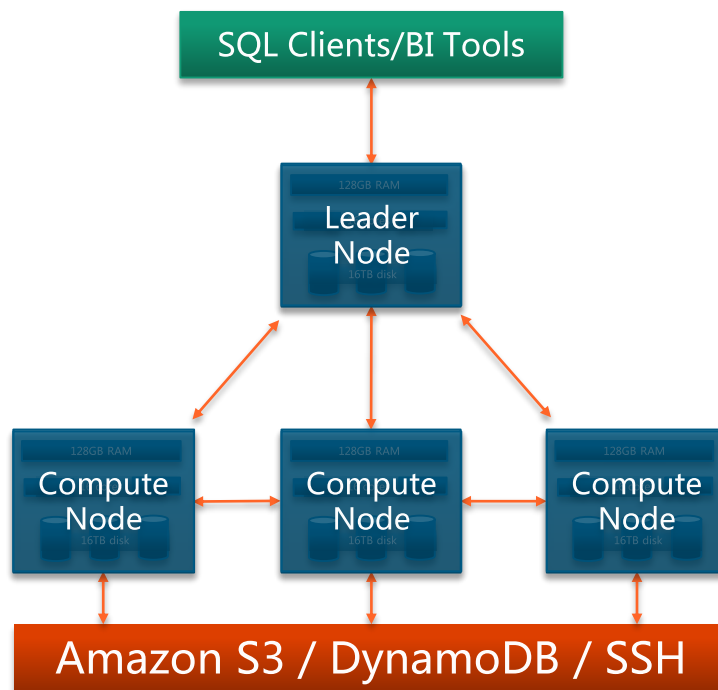 SQL Clients/BI Tools
128GB RAM
Leader
Node
16TB disk
128GB RAM
Compute
Node
16TB disk
128GB RAM
Compute
Node
16TB disk
128GB RAM
Compute
Node
16TB disk
Amazon S3 / DynamoDB / SSH